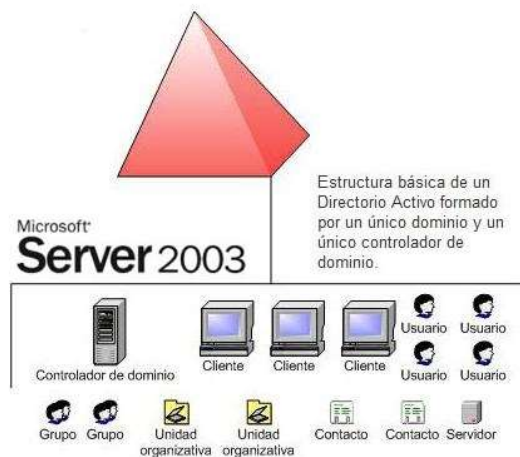 Estructura básica de un
Directorio Activo formado
por un único dominio y un
único controlador de
dominio.
Microsoft
Server 2003
Usuario Usuario
Controlador de dominio Cliente Cliente Cliente Usuario Usuario
Grupo Grupo Unidad organizativa Unidad organizativa Contacto Contacto Servidor